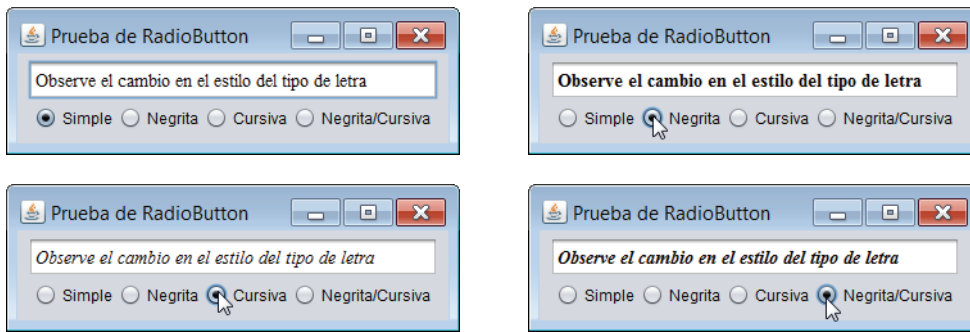 Prueba de RadioButton
Observe el cambio en el estilo del tipo de letra
Simple Negrita Cursiva Negrita/Cursiva
Prueba de RadioButton
Observe el cambio en el estilo del tipo de letra
Simple Negrita Cursiva Negrita/Cursiva
Prueba de RadioButton
Observe el cambio en el estilo del tipo de letra
Simple Negrita Cursiva Negrita/Cursiva
Prueba de RadioButton
Observe el cambio en el estilo del tipo de letra
Simple Negrita Cursiva Negrita/Cursiva